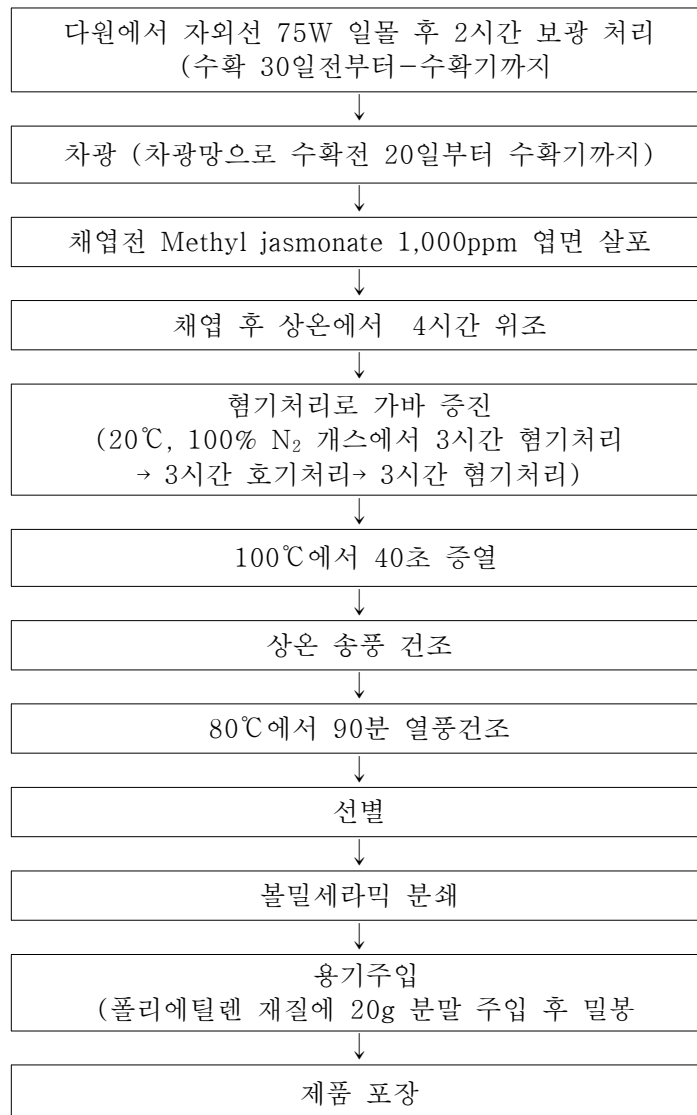 다원에서 자외선 75W 일몰 후 2시간 보광 처리
(수확 30일전부터-수확기까지
↓
차광 (차광망으로 수확전 20일부터 수확기까지)
↓
채엽전 Methyl jasmonate 1,000ppm 엽면 살포
↓
채엽 후 상온에서 4시간 위조
↓
혐기처리로 가바 증진
(20℃, 100% N₂ 개스에서 3시간 혐기처리
→ 3시간 호기처리→ 3시간 혐기처리)
↓
100℃에서 40초 증열
↓
상온 송풍 건조
↓
80℃에서 90분 열풍건조
↓
선별
↓
볼밀세라믹 분쇄
↓
용기주입
(폴리에틸렌 재질에 20g 분말 주입 후 밀봉
↓
제품 포장